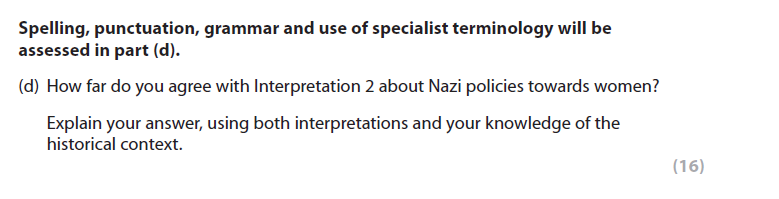 Spelling, punctuation, grammar and use of specialist terminology will be
assessed in part (d).
(d) How far do you agree with Interpretation 2 about Nazi policies towards women?
Explain your answer, using both interpretations and your knowledge of the
historical context.
(16)